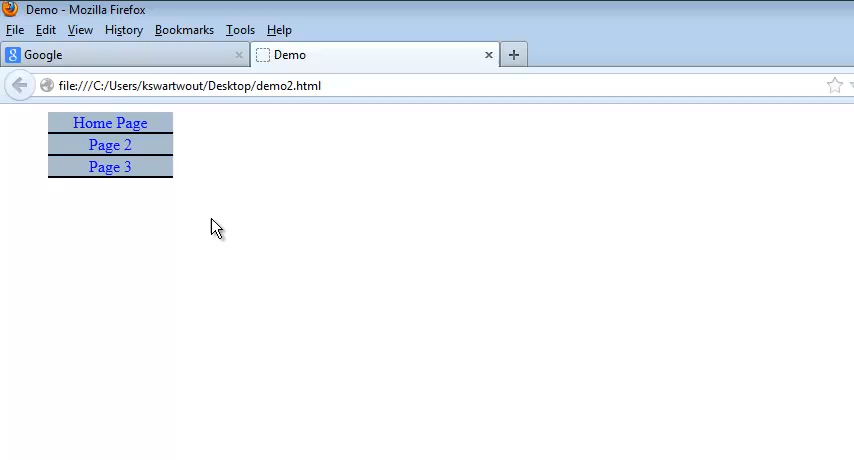 Demo - Mozilla Firefox
File Edit View History Bookmarks Tools Help
8 Google × Demo × +
file:///C:/Users/kswartwout/Desktop/demo2.html
Home Page
Page 2
Page 3